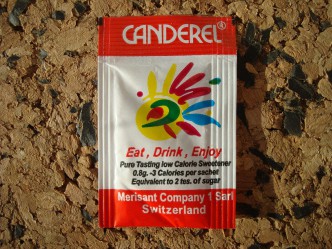 CANDEREL®
Eat , Drink , Enjoy
Pure Tasting low Calorie Sweetener
0.8g. -3 Calories per sachet
Equivalent to 2 tes. of sugar
Merisant Company 1 Sarl
Switzerland